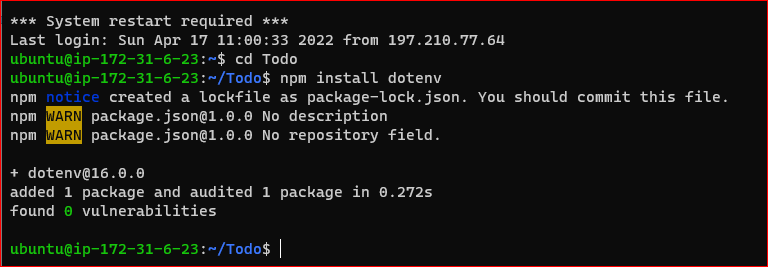 *** System restart required ***
Last login: Sun Apr 17 11:00:33 2022 from 197.210.77.64
ubuntu@ip-172-31-6-23:~$ cd Todo
ubuntu@ip-172-31-6-23:~/Todo$ npm install dotenv
npm notice created a lockfile as package-lock.json. You should commit this file.
npm WARN package.json@1.0.0 No description
npm WARN package.json@1.0.0 No repository field.

+ dotenv@16.0.0
added 1 package and audited 1 package in 0.272s
found 0 vulnerabilities

ubuntu@ip-172-31-6-23:~/Todo$